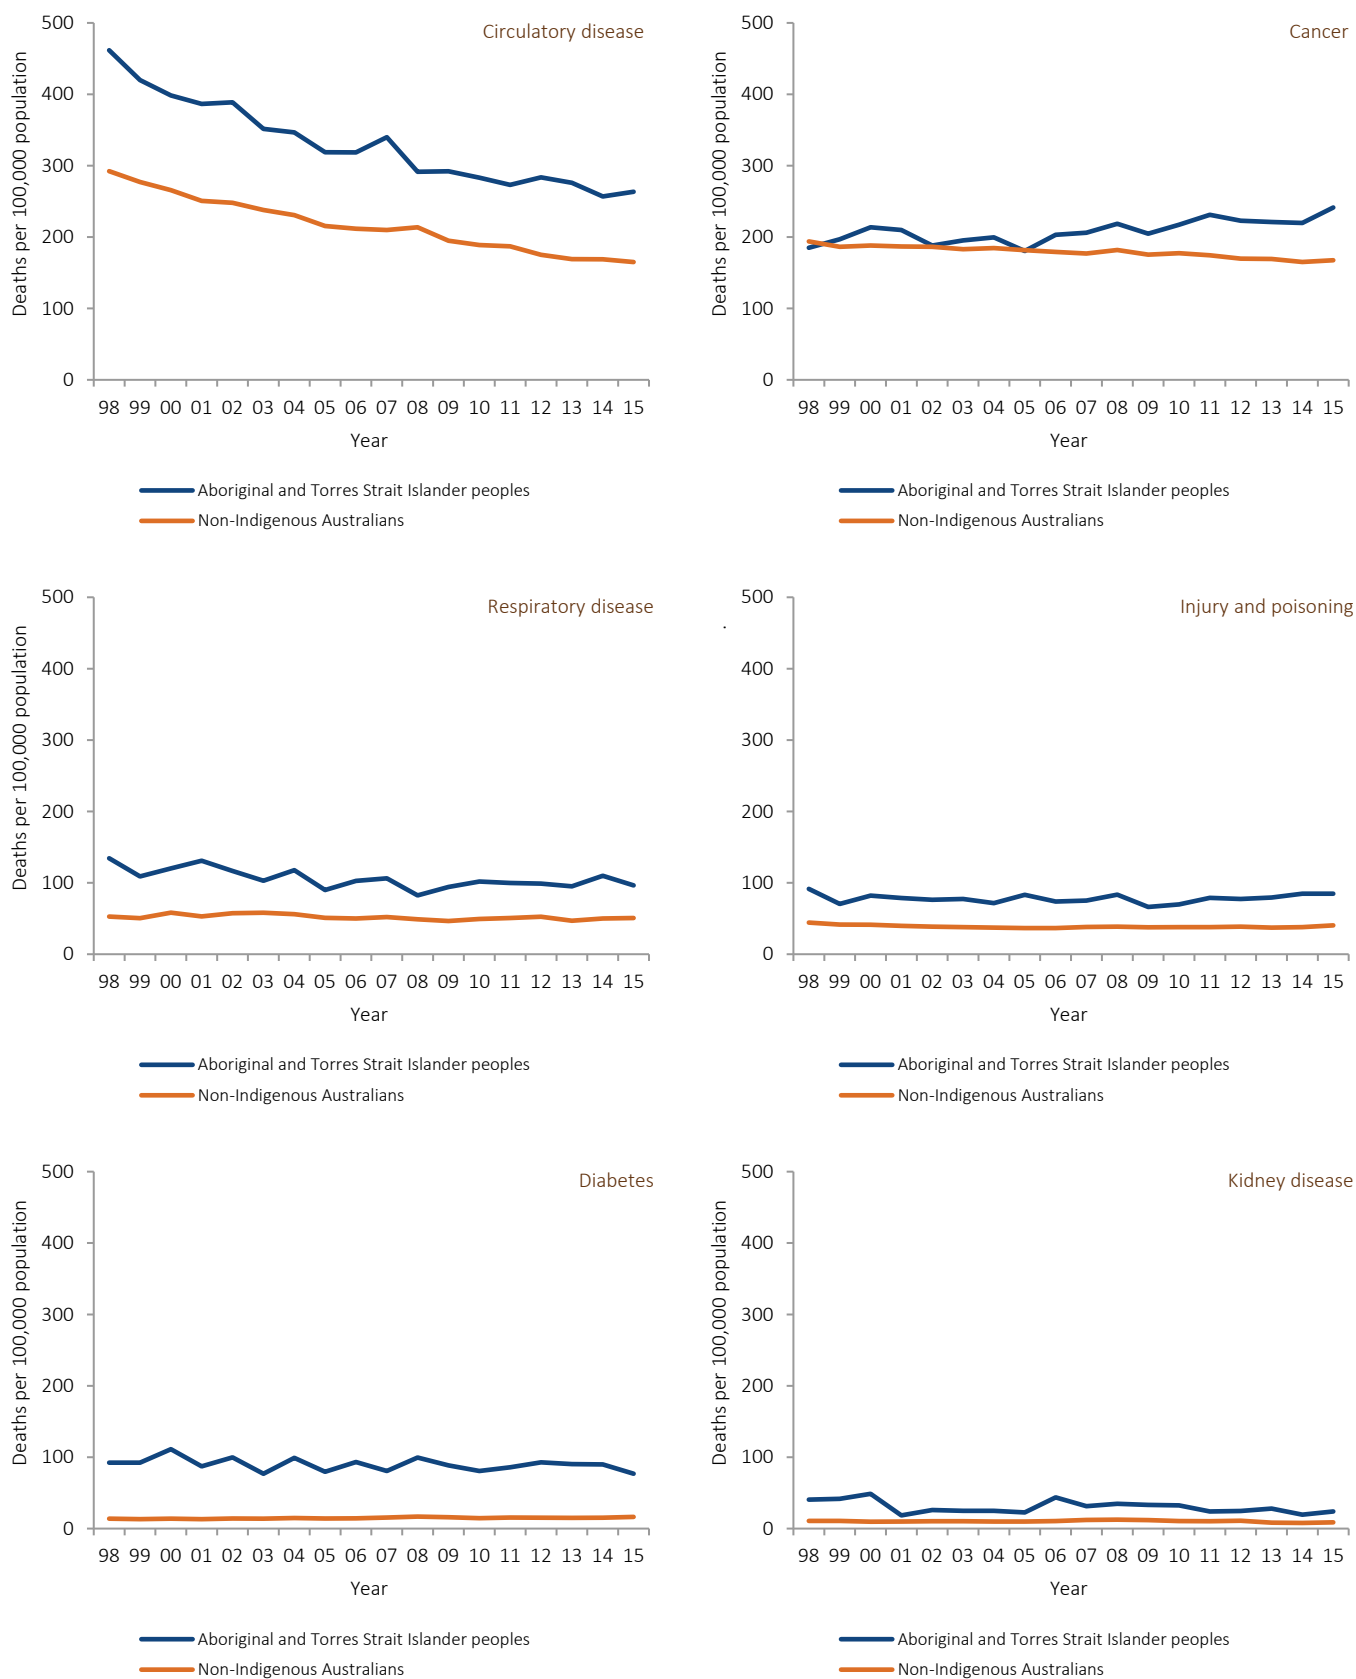 Circulatory disease
Deaths per 100,000 population
500
400
300
200
100
0
98 99 00 01 02 03 04 05 06 07 08 09 10 11 12 13 14 15
Year
Aboriginal and Torres Strait Islander peoples
Non-Indigenous Australians
Cancer
Deaths per 100,000 population
500
400
300
200
100
0
98 99 00 01 02 03 04 05 06 07 08 09 10 11 12 13 14 15
Year
Aboriginal and Torres Strait Islander peoples
Non-Indigenous Australians
Respiratory disease
Deaths per 100,000 population
500
400
300
200
100
0
98 99 00 01 02 03 04 05 06 07 08 09 10 11 12 13 14 15
Year
Aboriginal and Torres Strait Islander peoples
Non-Indigenous Australians
Injury and poisoning
.
Deaths per 100,000 population
500
400
300
200
100
0
98 99 00 01 02 03 04 05 06 07 08 09 10 11 12 13 14 15
Year
Aboriginal and Torres Strait Islander peoples
Non-Indigenous Australians
Diabetes
Deaths per 100,000 population
500
400
300
200
100
0
98 99 00 01 02 03 04 05 06 07 08 09 10 11 12 13 14 15
Year
Aboriginal and Torres Strait Islander peoples
Non-Indigenous Australians
Kidney disease
Deaths per 100,000 population
500
400
300
200
100
0
98 99 00 01 02 03 04 05 06 07 08 09 10 11 12 13 14 15
Year
Aboriginal and Torres Strait Islander peoples
Non-Indigenous Australians